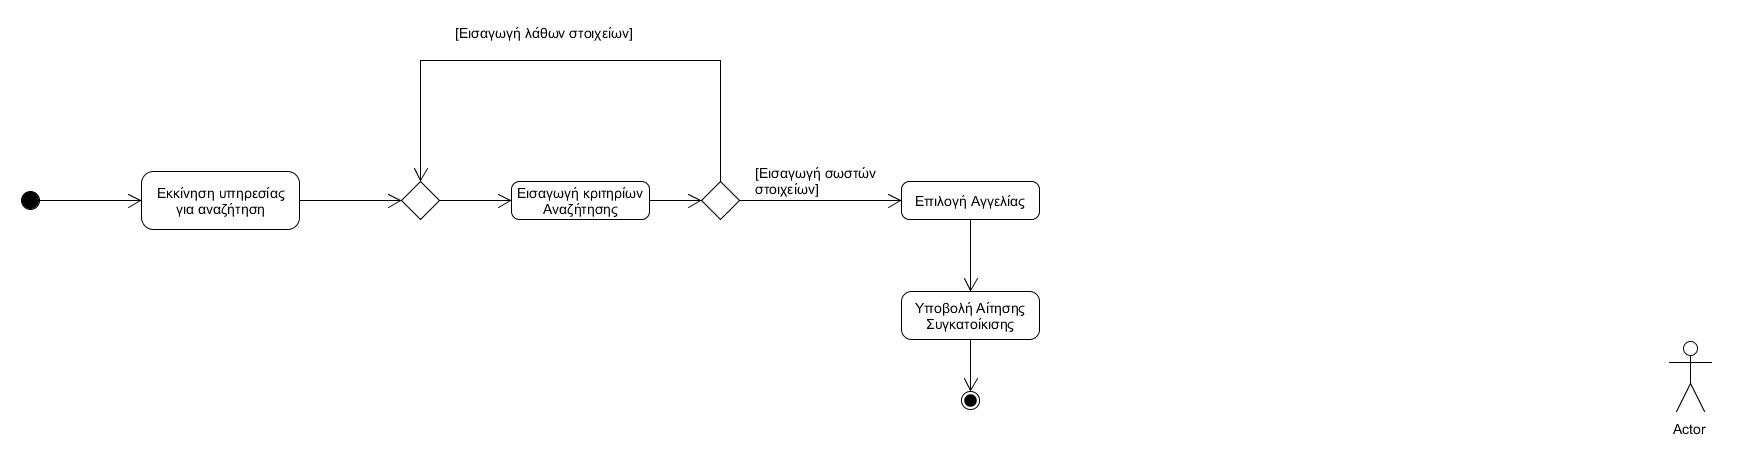 [Εισαγωγή λάθων στοιχείων]
Εκκίνηση υπηρεσίας
για αναζήτηση
Εισαγωγή κριτηρίων
Αναζήτησης
[Εισαγωγή σωστών
στοιχείων]
Επιλογή Αγγελίας
Υποβολή Αίτησης
Συγκατοίκισης
Actor